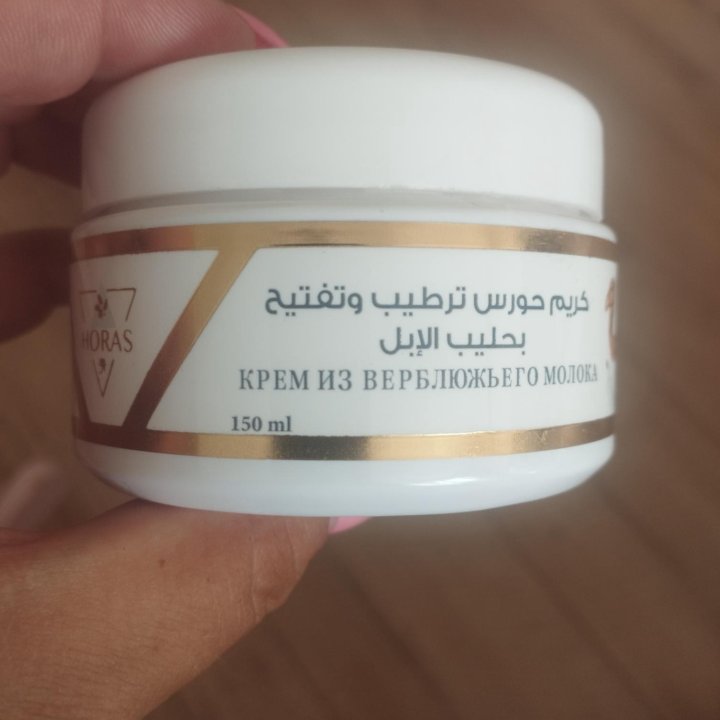 HORAS
كريم حورس ترطيب وتفتيح
بحليب الإبل
КРЕМ ИЗ ВЕРБЛЮЖЬЕГО МОЛОКА
150 ml